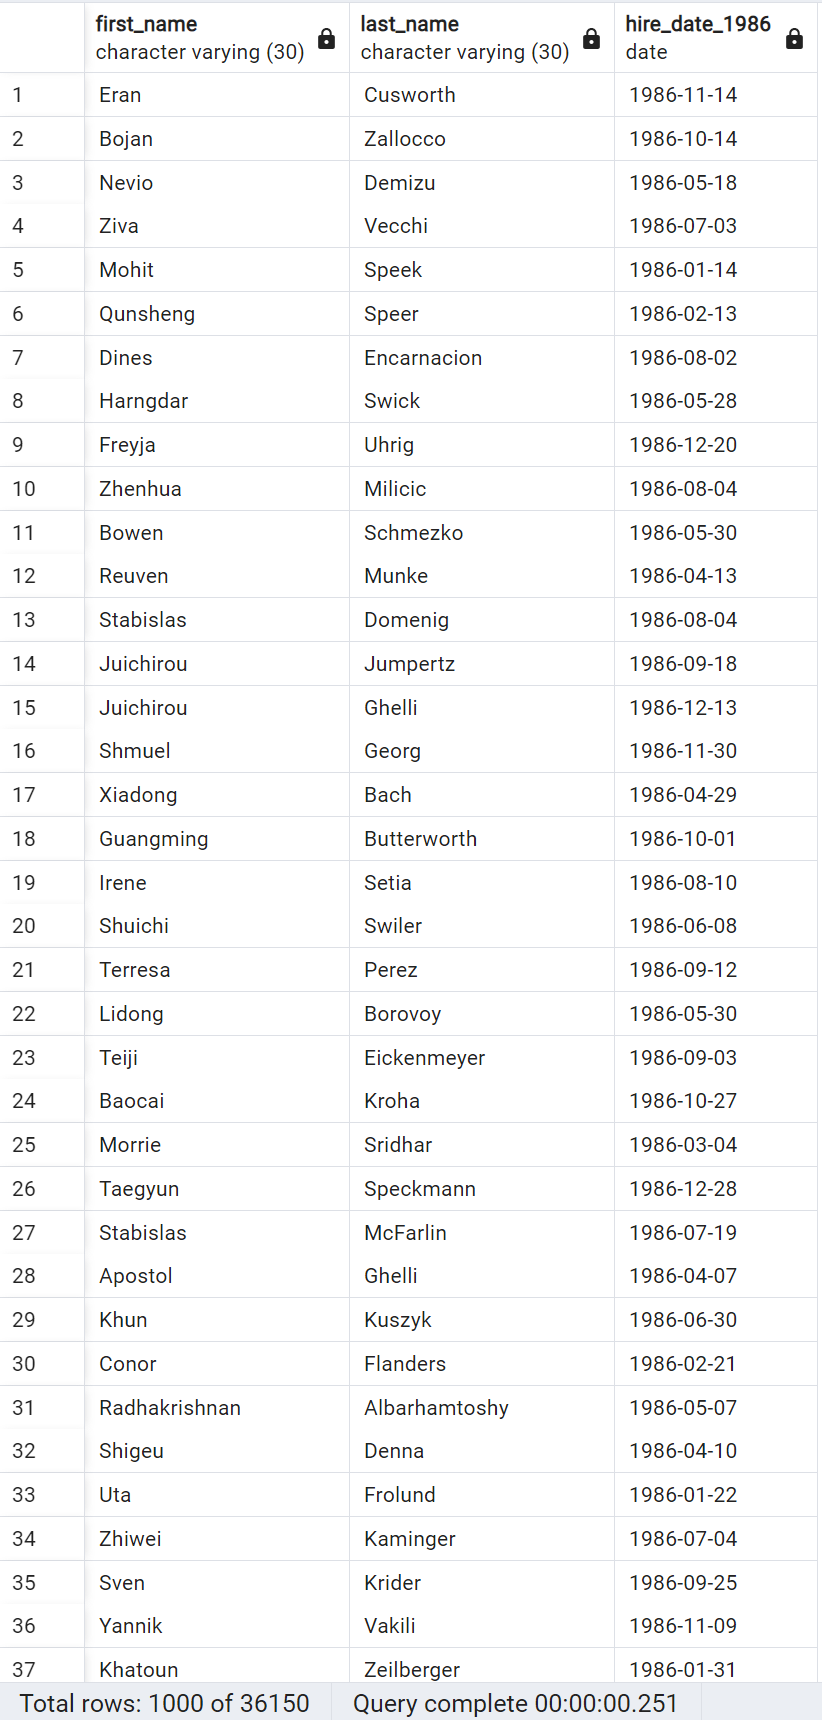 first_name last_name hire_date_1986
character varying (30) character varying (30) date
1 Eran Cusworth 1986-11-14
2 Bojan Zallocco 1986-10-14
3 Nevio Demizu 1986-05-18
4 Ziva Vecchi 1986-07-03
5 Mohit Speek 1986-01-14
6 Qunsheng Speer 1986-02-13
7 Dines Encarnacion 1986-08-02
8 Harngdar Swick 1986-05-28
9 Freyja Uhrig 1986-12-20
10 Zhenhua Milicic 1986-08-04
11 Bowen Schmezko 1986-05-30
12 Reuven Munke 1986-04-13
13 Stabislas Domenig 1986-08-04
14 Juichirou Jumpertz 1986-09-18
15 Juichirou Ghelli 1986-12-13
16 Shmuel Georg 1986-11-30
17 Xiadong Bach 1986-04-29
18 Guangming Butterworth 1986-10-01
19 Irene Setia 1986-08-10
20 Shuichi Swiler 1986-06-08
21 Terresa Perez 1986-09-12
22 Lidong Borovoy 1986-05-30
23 Teiji Eickenmeyer 1986-09-03
24 Baocai Kroha 1986-10-27
25 Morrie Sridhar 1986-03-04
26 Taegyun Speckmann 1986-12-28
27 Stabislas McFarlin 1986-07-19
28 Apostol Ghelli 1986-04-07
29 Khun Kuszyk 1986-06-30
30 Conor Flanders 1986-02-21
31 Radhakrishnan Albarhamtoshy 1986-05-07
32 Shigeu Denna 1986-04-10
33 Uta Frolund 1986-01-22
34 Zhiwei Kaminger 1986-07-04
35 Sven Krider 1986-09-25
36 Yannik Vakili 1986-11-09
37 Khatoun Zeilberger 1986-01-31
Total rows: 1000 of 36150 Query complete 00:00:00.251